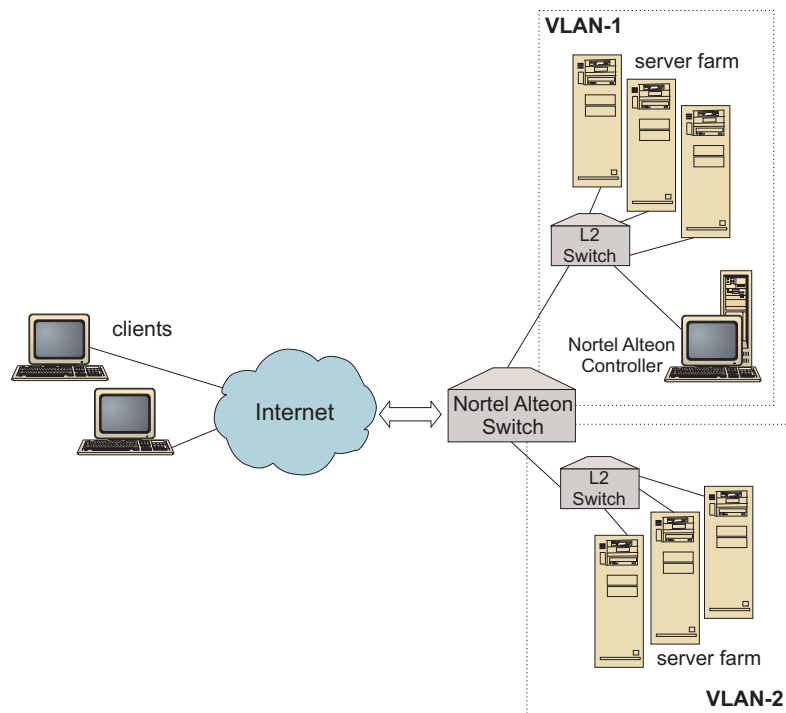 VLAN-1
server farm
L2
Switch
clients
Nortel Alteon
Controller
Internet
Nortel Alteon
Switch
L2
Switch
server farm
VLAN-2